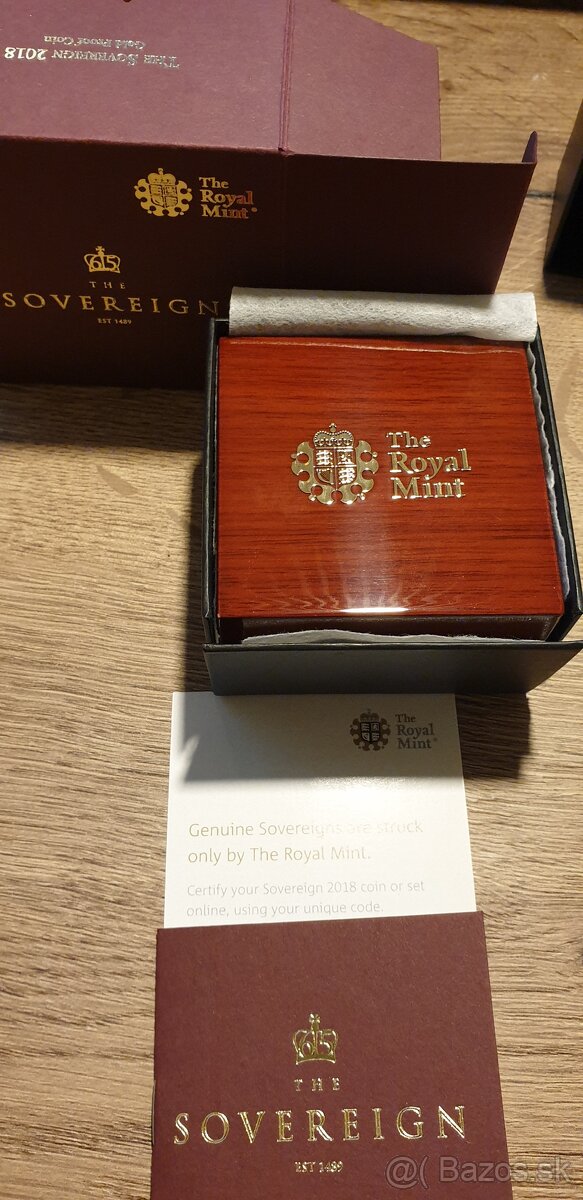 THE SOVEREIGN 2018
GOLD PROOF COIN
The
Royal
Mint®
65
THE
SOVEREIGN
EST 1489
The
Royal
Mint
The
Royal
Mint®
Genuine Sovereigns are struck
only by The Royal Mint.
Certify your Sovereign 2018 coin or set
online, using your unique code.
65
THE
SOVEREIGN
EST 1489
@( Bazos.sk